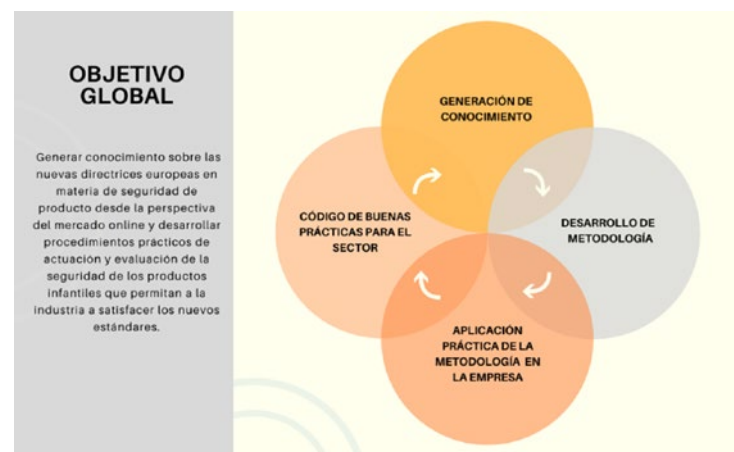 OBJETIVO
GLOBAL
Generar conocimiento sobre las
nuevas directrices europeas en
materia de seguridad de
producto desde la perspectiva
del mercado online y desarrollar
procedimientos prácticos de
actuación y evaluación de la
seguridad de los productos
infantiles que permitan a la
industria a satisfacer los nuevos
estándares.
GENERACIÓN DE
CONOCIMIENTO
DESARROLLO DE
METODOLOGÍA
APLICACIÓN
PRÁCTICA DE LA
METODOLOGÍA EN
LA EMPRESA
CÓDIGO DE BUENAS
PRÁCTICAS PARA EL
SECTOR